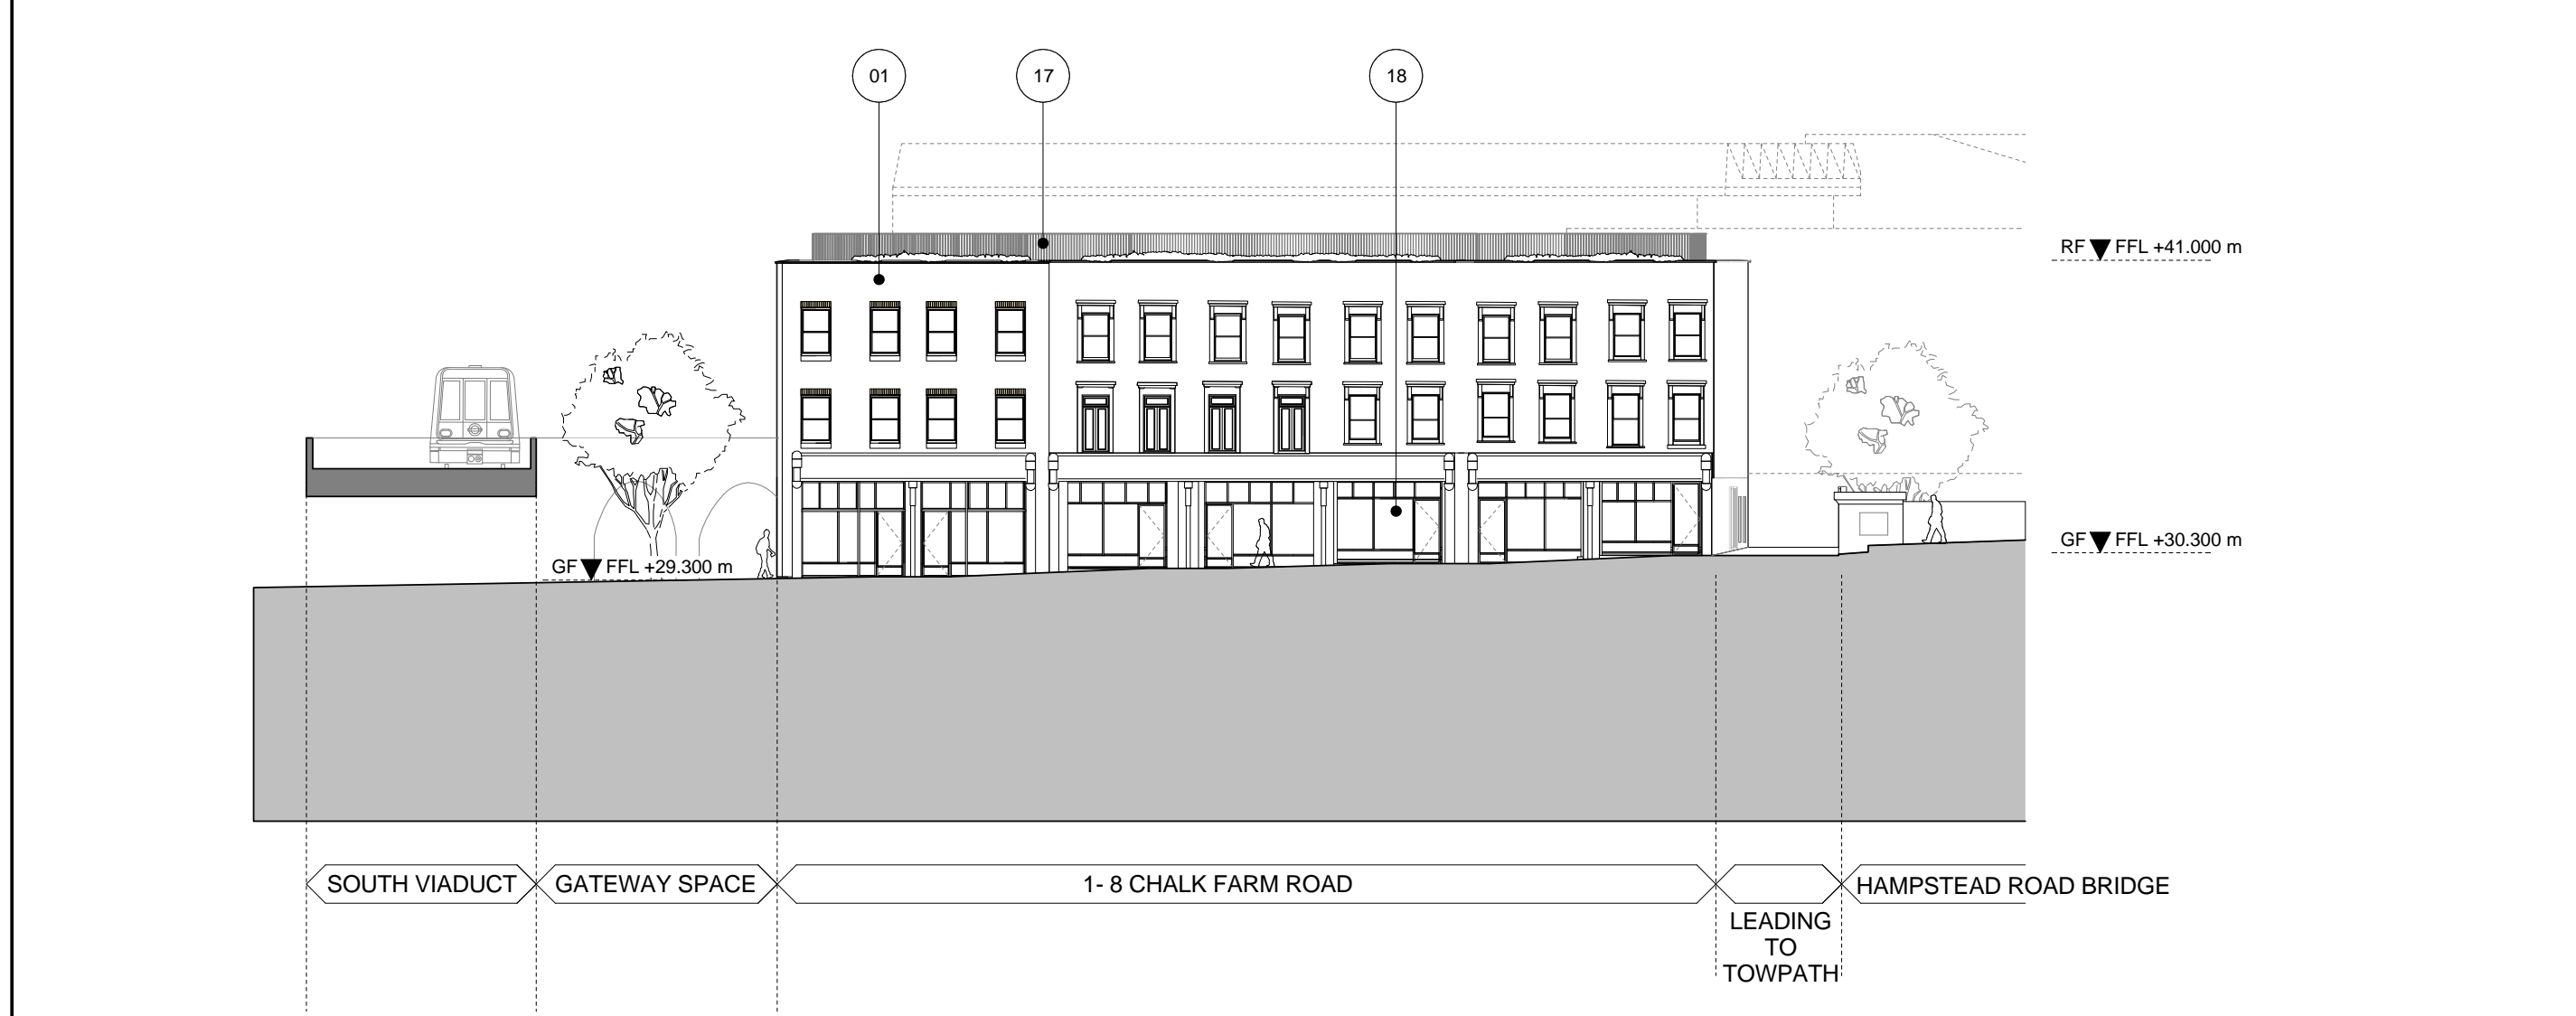 01
17
18
RF FFL +41.000 m
GF FFL +30.300 m
GF FFL +29.300 m
SOUTH VIADUCT
GATEWAY SPACE
1- 8 CHALK FARM ROAD
HAMPSTEAD ROAD BRIDGE
LEADING
TO
TOWPATH